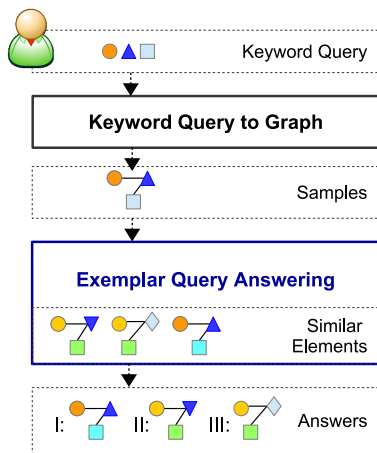 Keyword Query
Keyword Query to Graph
Samples
Exemplar Query Answering
Similar
Elements
I: II: III: Answers